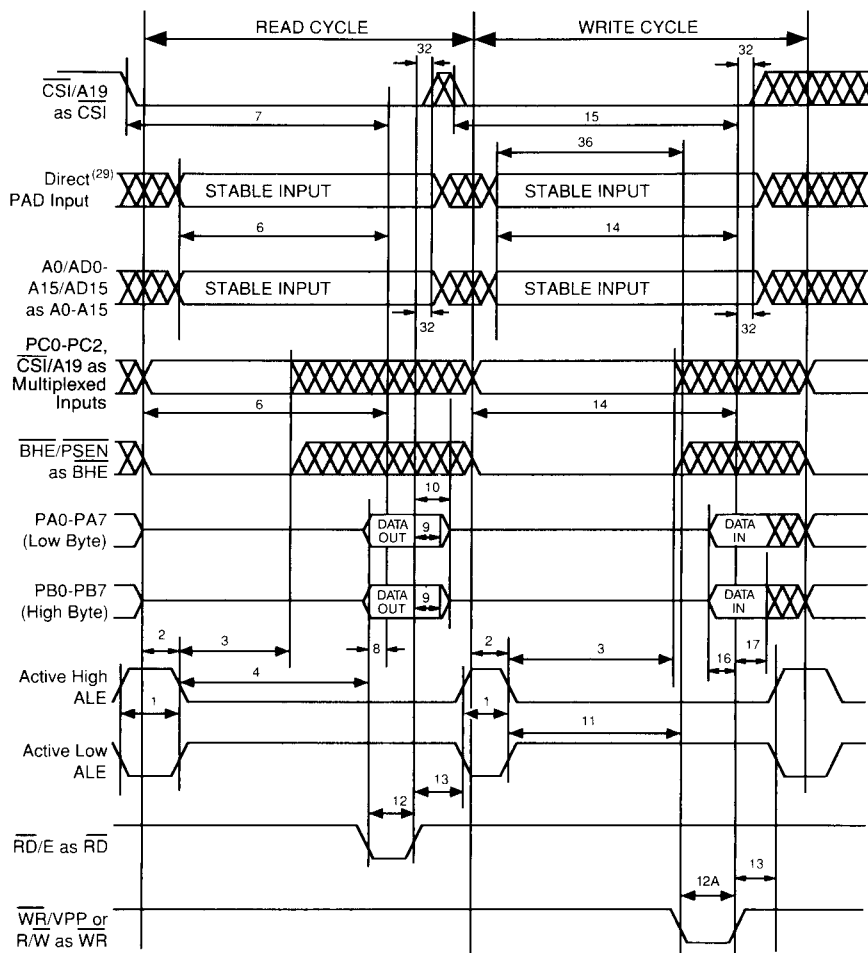 READ CYCLE WRITE CYCLE
32 32
CSI/A19
as CSI
7 15
36
Direct(29)
PAD Input
STABLE INPUT STABLE INPUT
6 14
A0/AD0-
A15/AD15
as A0-A15
STABLE INPUT STABLE INPUT
32 32
PC0-PC2,
CSI/A19 as
Multiplexed
Inputs
6 14
BHE/PSEN
as BHE
10
PA0-PA7
(Low Byte)
DATA OUT 9 DATA IN
PB0-PB7
(High Byte)
DATA OUT 9 DATA IN
2 3 8 2 3 16 17
4
Active High
ALE
1 1
11
Active Low
ALE
12 13
RD/E as RD
12A 13
WR/VPP or
R/W as WR